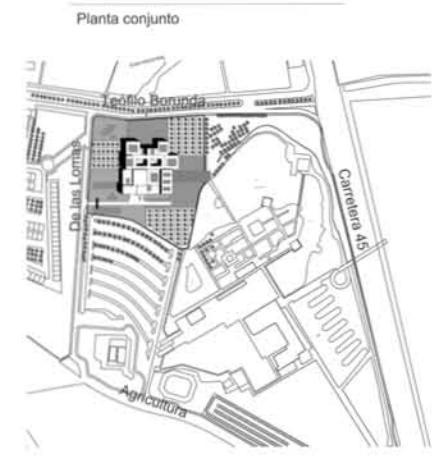 Planta conjunto
Teófilo Borunda
De las Lomas
Carretera 45
Agricultura